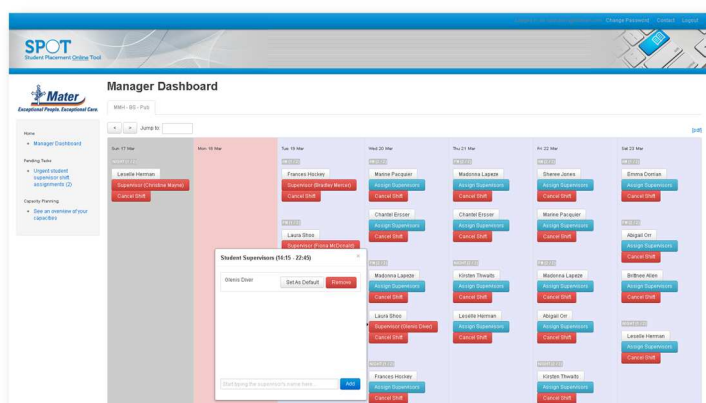 Change Password Contact Logout
SPOT
Student Placement Online Tool
Mater
Exceptional People. Exceptional Care.
Manager Dashboard
MMH - BS - Pub
Jump to:
[pdf]
Home
Manager Dashboard
Pending Tasks
Urgent student
supervisor shift
assignments (2)
Capacity Planning
See an overview of your
capacities
Sun 17 Mar
Leselle Herman
Supervisor (Christine Mayne)
Cancel Shift
Mon 18 Mar
Tue 19 Mar
Frances Hockey
Supervisor (Bradley Mercer)
Cancel Shift
Laura Shoo
Supervisor (Fiona McDonald)
Wed 20 Mar
Marine Pacquier
Assign Supervisors
Cancel Shift
Chantel Eirsser
Assign Supervisors
Cancel Shift
Madonna Lapeze
Assign Supervisors
Cancel Shift
Laura Shoo
Supervisor (Glenis Diver)
Cancel Shift
Frances Hockey
Assign Supervisors
Cancel Shift
Thu 21 Mar
Madonna Lapeze
Assign Supervisors
Cancel Shift
Chantel Eirsser
Assign Supervisors
Cancel Shift
Kirsten Thwaits
Assign Supervisors
Cancel Shift
Leselle Herman
Assign Supervisors
Cancel Shift
Fri 22 Mar
Sheree Jones
Assign Supervisors
Cancel Shift
Marine Pacquier
Assign Supervisors
Cancel Shift
Madonna Lapeze
Assign Supervisors
Cancel Shift
Abigail Orr
Assign Supervisors
Cancel Shift
Kirsten Thwaits
Assign Supervisors
Cancel Shift
Sat 23 Mar
Emma Dorrian
Assign Supervisors
Cancel Shift
Abigail Orr
Assign Supervisors
Cancel Shift
Brittnee Allen
Assign Supervisors
Cancel Shift
Leselle Herman
Assign Supervisors
Cancel Shift
Student Supervisors (14:15 - 22:45)
×
Glenis Diver
Set As Default
Remove
Start typing the supervisor's name here...
Add